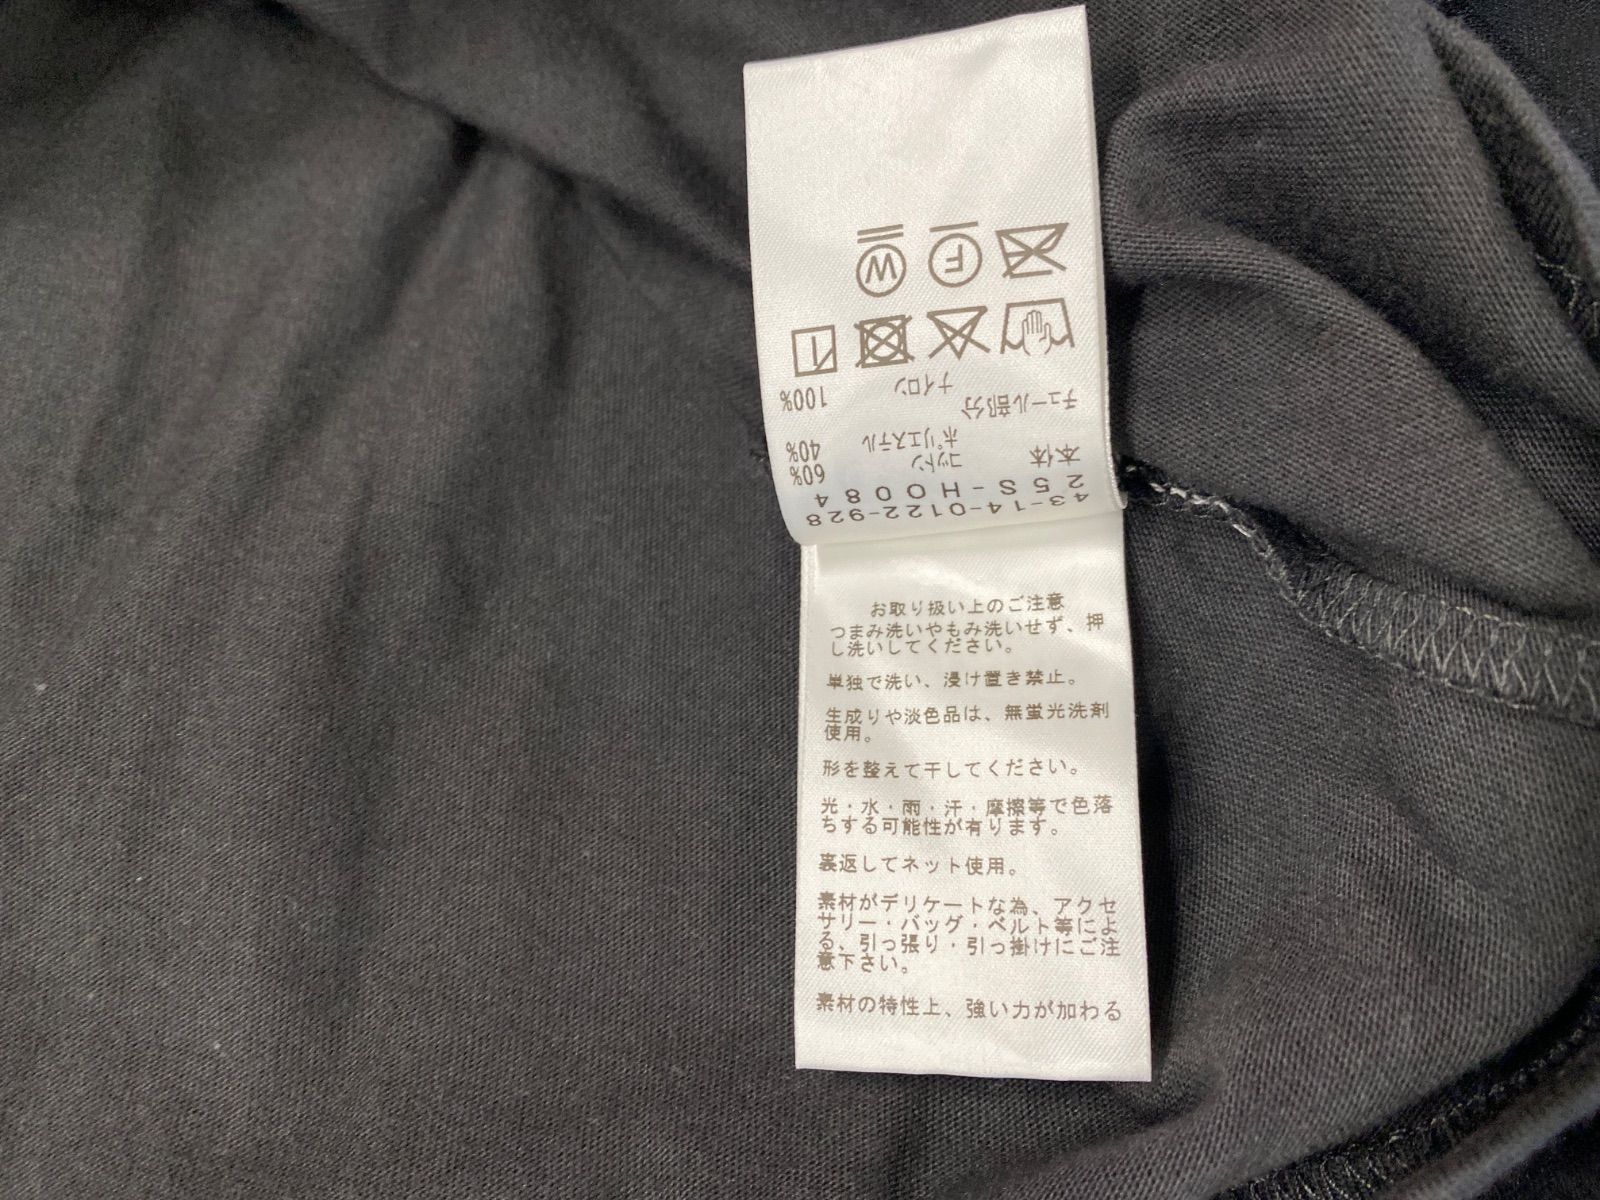 43-14-0122-928
25S-H0084
本体 コットン 60%
ポリエステル 40%
チュール部分
ナイロン 100%
F
W
お取り扱い上のご注意
つまみ洗いやもみ洗いせず、押
し洗いしてください。
単独で洗い、浸け置き禁止。
生成りや淡色品は、無蛍光洗剤
使用。
形を整えて干してください。
光・水・雨・汗・摩擦等で色落
ちする可能性が有ります。
裏返してネット使用。
素材がデリケートな為、アクセ
サリー・バッグ・ベルト等によ
る、引っ張り・引っ掛けにご注
意下さい。
素材の特性上、強い力が加わる